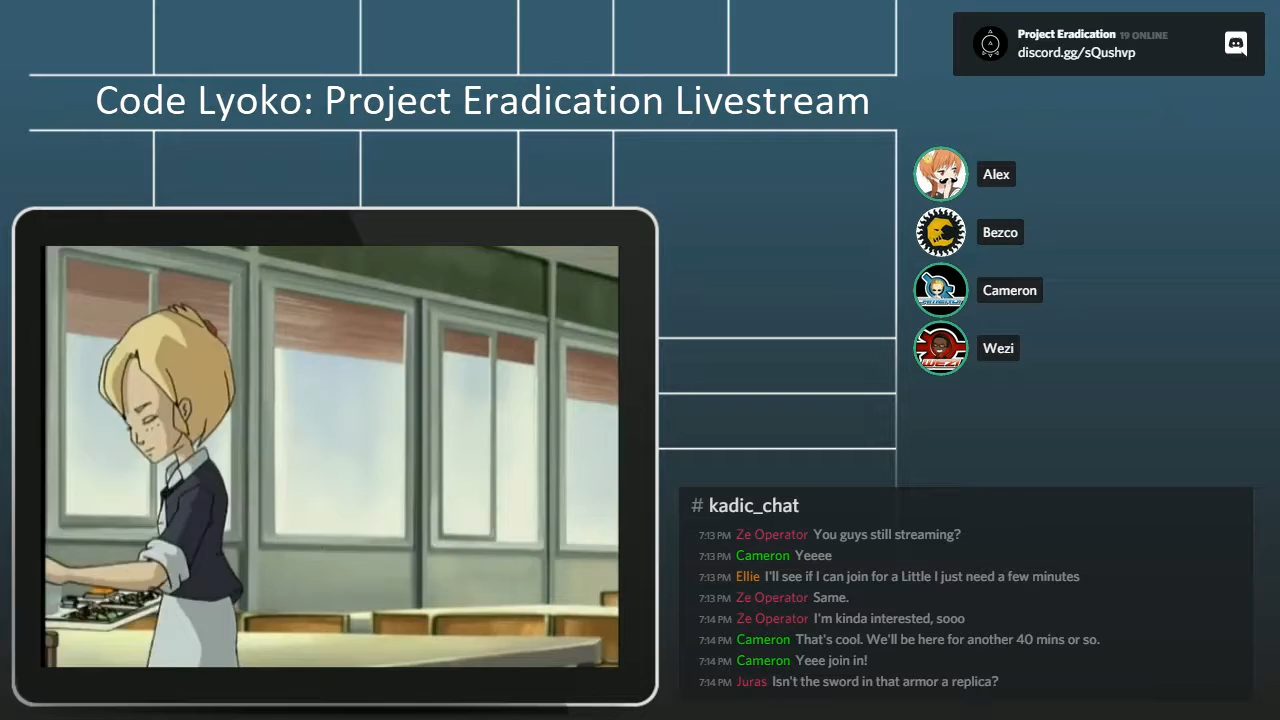 Project Eradication 19 ONLINE
discord.gg/sQushvp
Code Lyoko: Project Eradication Livestream
Alex
Bezco
Cameron
Wezi
# kadic_chat
7:13 PM Ze Operator You guys still streaming?
7:13 PM Cameron Yeeee
7:13 PM Ellie I'll see if I can join for a Little I just need a few minutes
7:13 PM Ze Operator Same.
7:14 PM Ze Operator I'm kinda interested, sooo
7:14 PM Cameron That's cool. We'll be here for another 40 mins or so.
7:14 PM Cameron Yeee join in!
7:14 PM Juras Isn't the sword in that armor a replica?